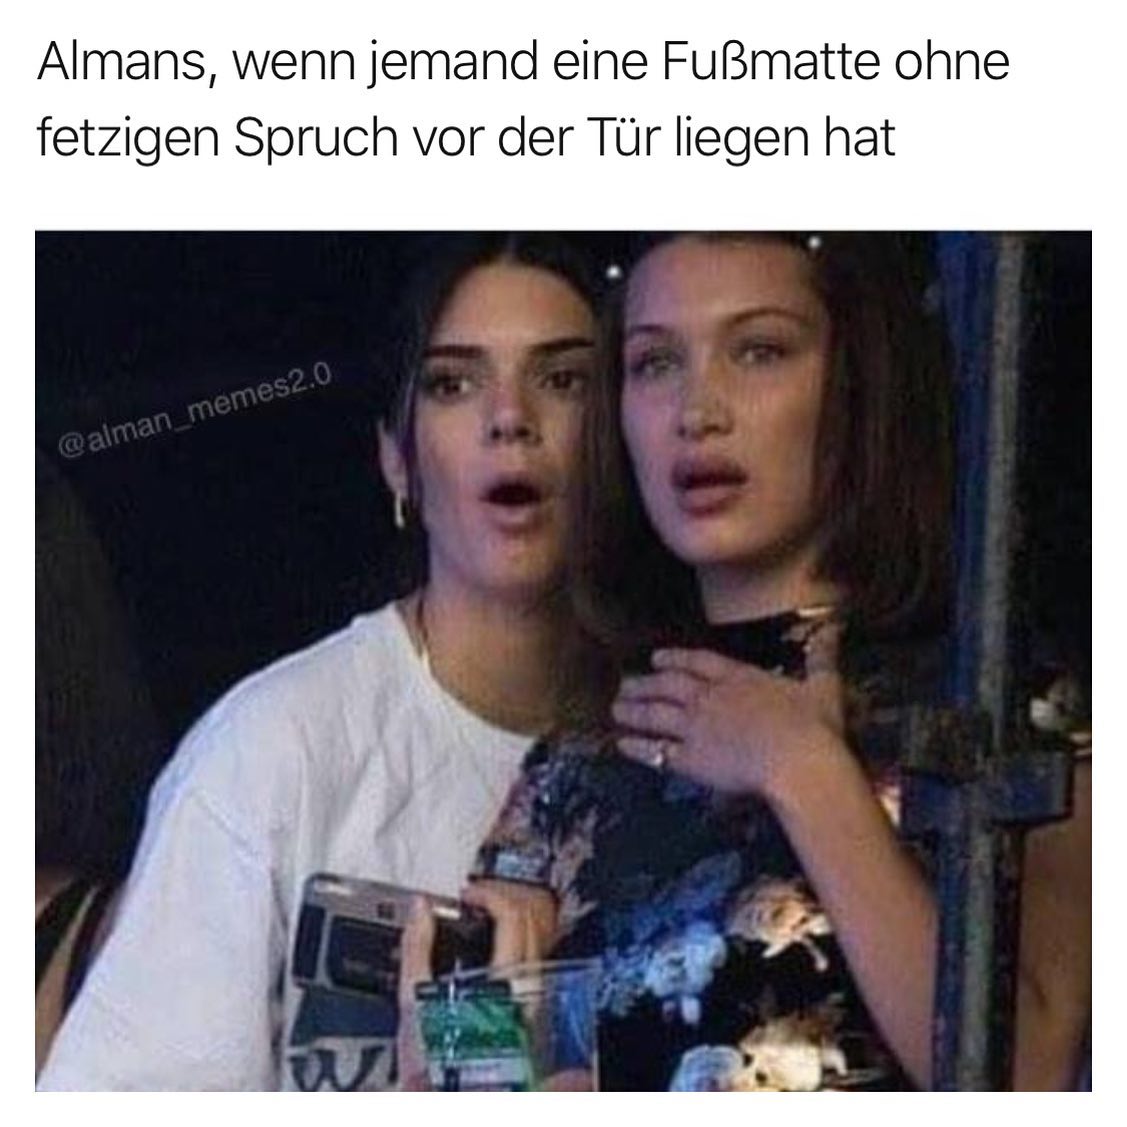 Almans, wenn jemand eine Fußmatte ohne
fetzigen Spruch vor der Tür liegen hat
@alman_memes2.0